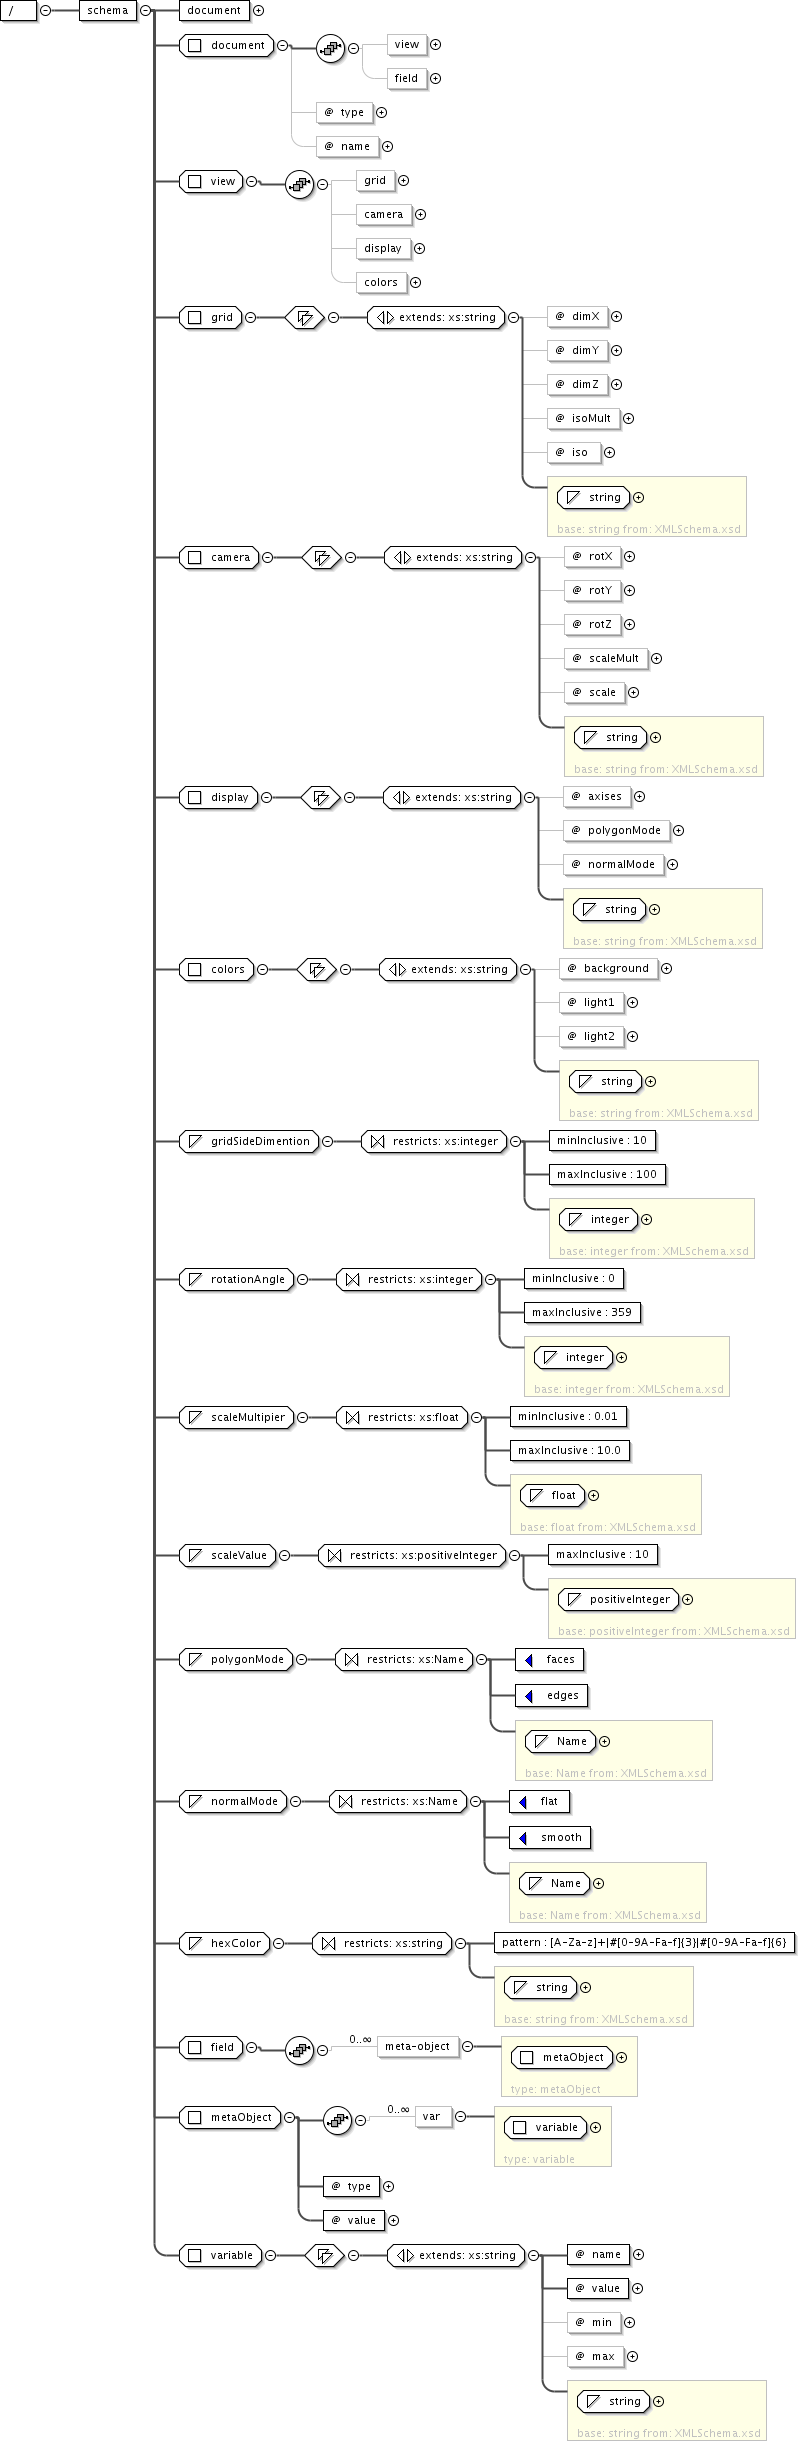 / schema document
document
view
field
@ type
@ name
view
grid
camera
display
colors
grid extends: xs:string
@ dimX
@ dimY
@ dimZ
@ isoMult
@ iso
string
base: string from: XMLSchema.xsd
camera extends: xs:string
@ rotX
@ rotY
@ rotZ
@ scaleMult
@ scale
string
base: string from: XMLSchema.xsd
display extends: xs:string
@ axises
@ polygonMode
@ normalMode
string
base: string from: XMLSchema.xsd
colors extends: xs:string
@ background
@ light1
@ light2
string
base: string from: XMLSchema.xsd
gridSideDimention restricts: xs:integer
minInclusive : 10
maxInclusive : 100
integer
base: integer from: XMLSchema.xsd
rotationAngle restricts: xs:integer
minInclusive : 0
maxInclusive : 359
integer
base: integer from: XMLSchema.xsd
scaleMultipier restricts: xs:float
minInclusive : 0.01
maxInclusive : 10.0
float
base: float from: XMLSchema.xsd
scaleValue restricts: xs:positiveInteger
maxInclusive : 10
positiveInteger
base: positiveInteger from: XMLSchema.xsd
polygonMode restricts: xs:Name
faces
edges
Name
base: Name from: XMLSchema.xsd
normalMode restricts: xs:Name
flat
smooth
Name
base: Name from: XMLSchema.xsd
hexColor restricts: xs:string
pattern : [A-Za-z]+|#[0-9A-Fa-f]{3}|#[0-9A-Fa-f]{6}
string
base: string from: XMLSchema.xsd
field 0..∞ meta-object
metaObject
type: metaObject
metaObject 0..∞ var
variable
type: variable
@ type
@ value
variable extends: xs:string
@ name
@ value
@ min
@ max
string
base: string from: XMLSchema.xsd